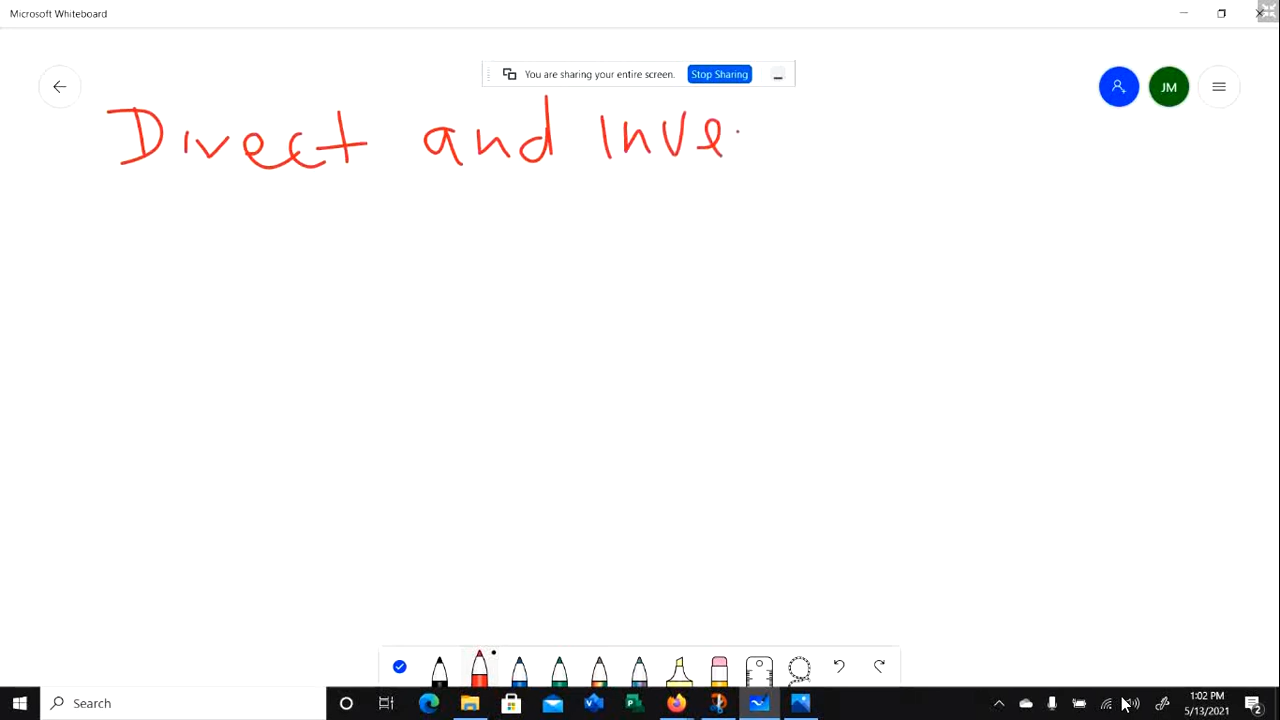 Microsoft Whiteboard
You are sharing your entire screen. Stop Sharing
JM
Direct and Inve
Search
1:02 PM
5/13/2021
2